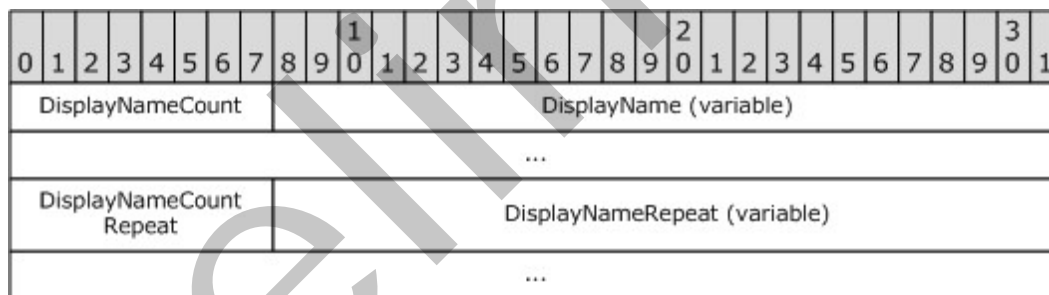 1 2 3
0 1 2 3 4 5 6 7 8 9 0 1 2 3 4 5 6 7 8 9 0 1 2 3 4 5 6 7 8 9 0 1
DisplayNameCount DisplayName (variable)
...
DisplayNameCount
Repeat
DisplayNameRepeat (variable)
...